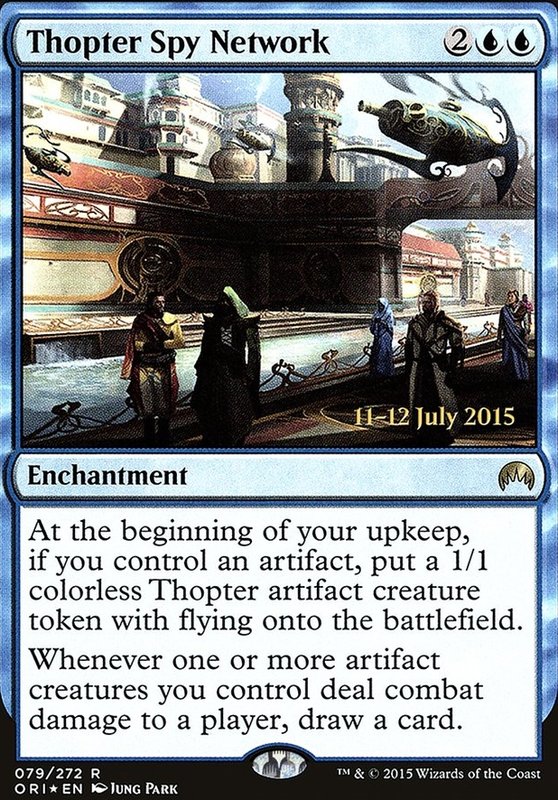 Thopter Spy Network 2
11–12 July 2015
Enchantment
At the beginning of your upkeep,
if you control an artifact, put a 1/1
colorless Thopter artifact creature
token with flying onto the battlefield.
Whenever one or more artifact
creatures you control deal combat
damage to a player, draw a card.
079/272 R
ORI★EN Jung Park
™ & © 2015 Wizards of the Coast